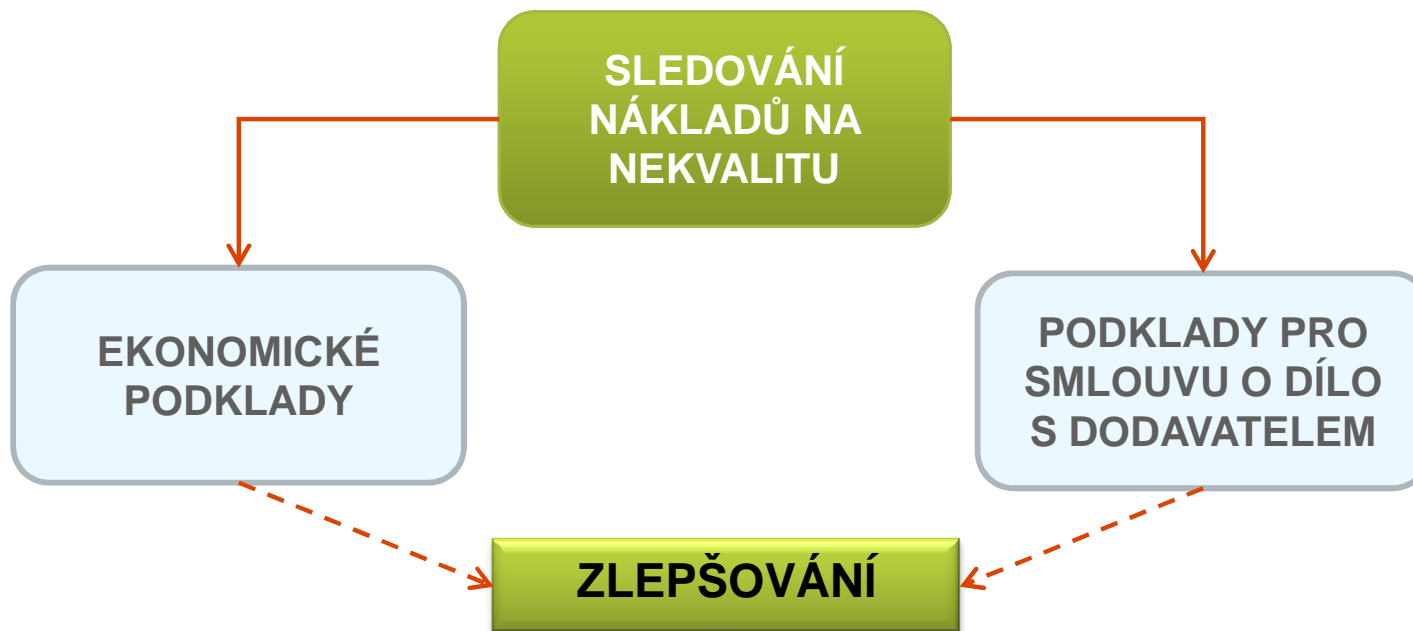 SLEDOVÁNÍ
NÁKLADŮ NA
NEKVALITU
EKONOMICKÉ
PODKLADY
PODKLADY PRO
SMLOUVU O DÍLO
S DODAVATELEM
ZLEPŠOVÁNÍ